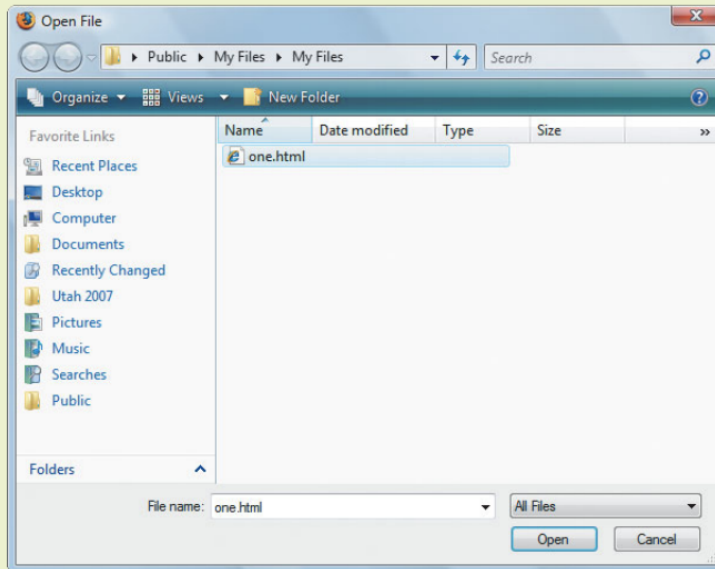 Open File
Public My Files My Files Search
Organize Views New Folder
Favorite Links
Recent Places
Desktop
Computer
Documents
Recently Changed
Utah 2007
Pictures
Music
Searches
Public
Folders
Name Date modified Type Size
one.html
File name: one.html All Files
Open Cancel